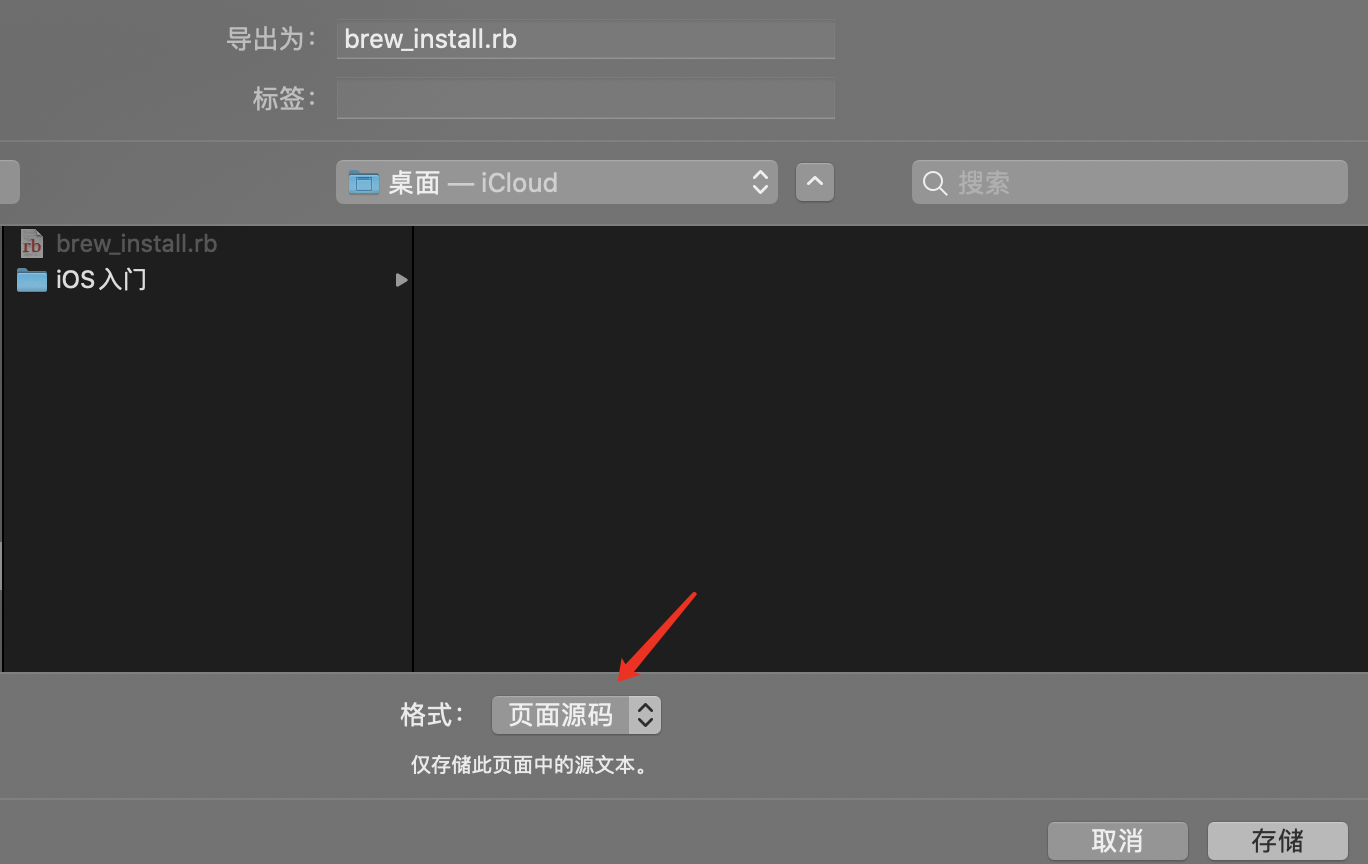 导出为：
brew_install.rb
标签：
桌面 — iCloud
搜索
rb
brew_install.rb
iOS入门
格式：
页面源码
仅存储此页面中的源文本。
取消
存储